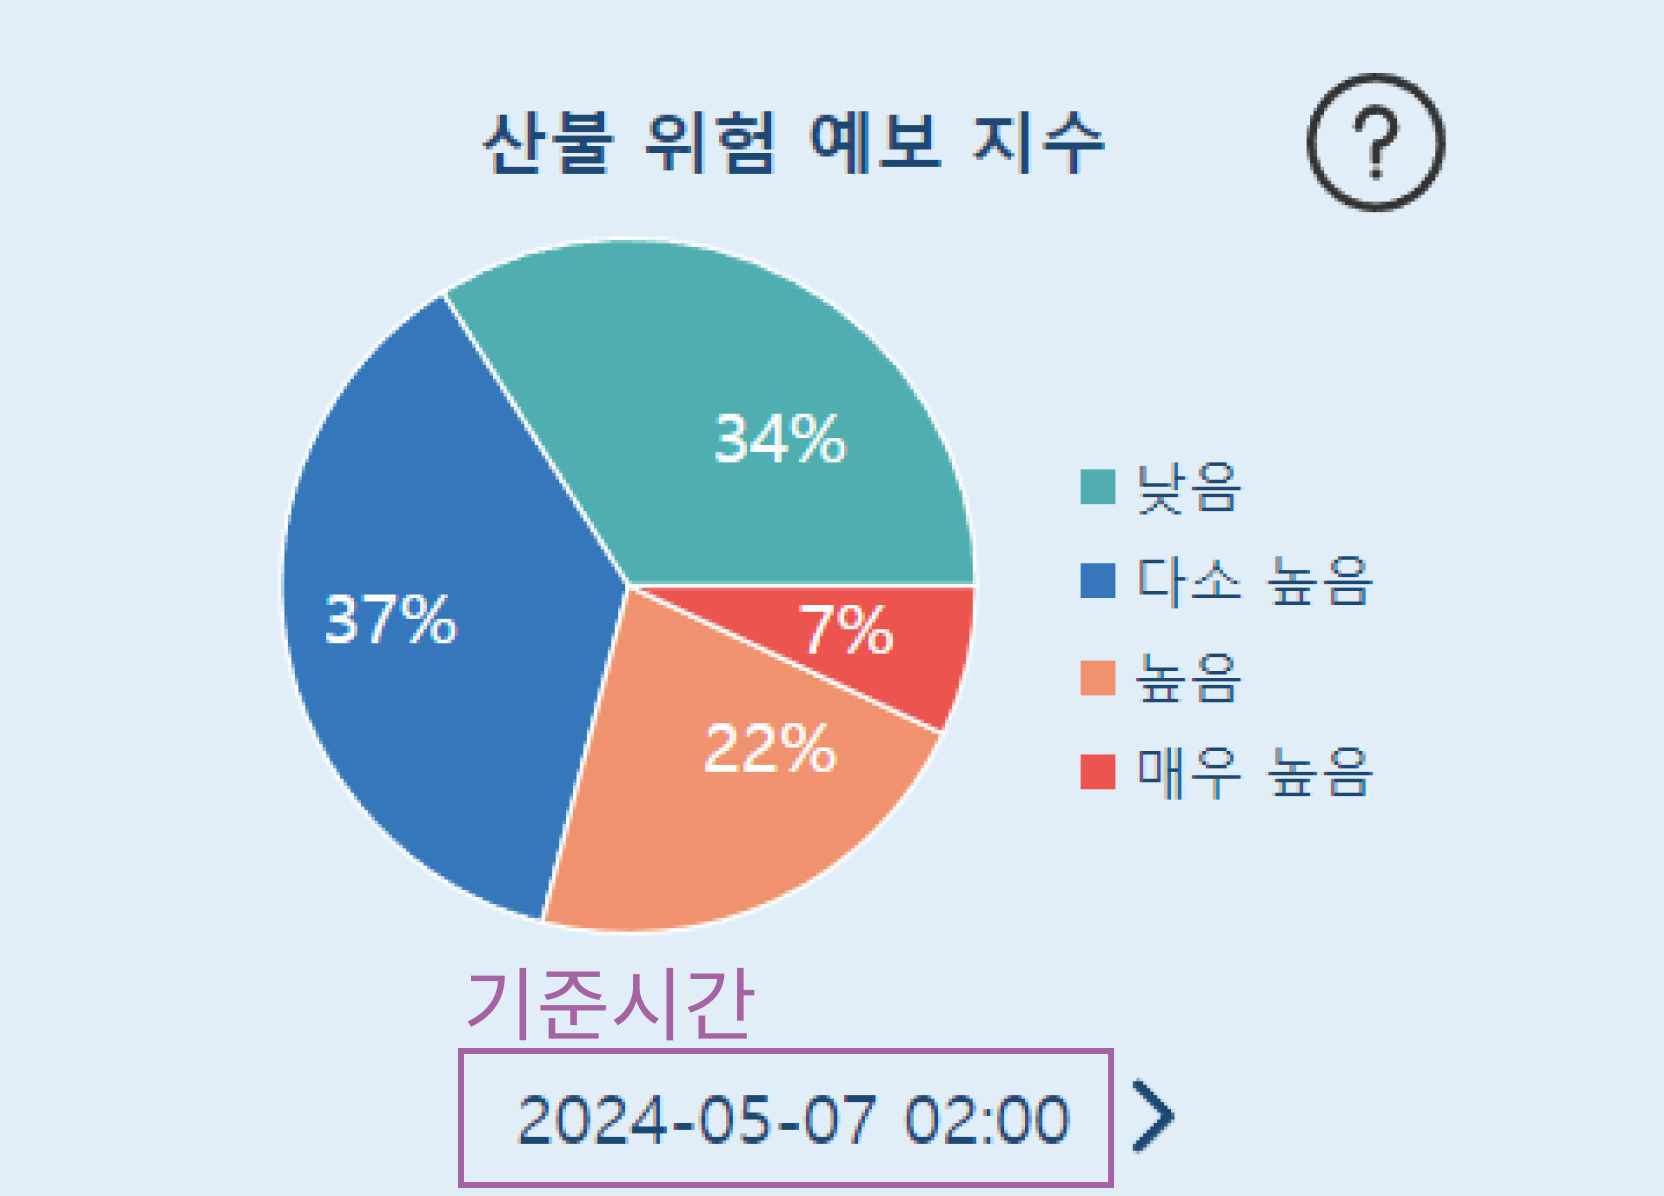 산불 위험 예보 지수
?
34%
37%
7%
22%
낮음
다소 높음
높음
매우 높음
기준시간
2024-05-07 02:00 >